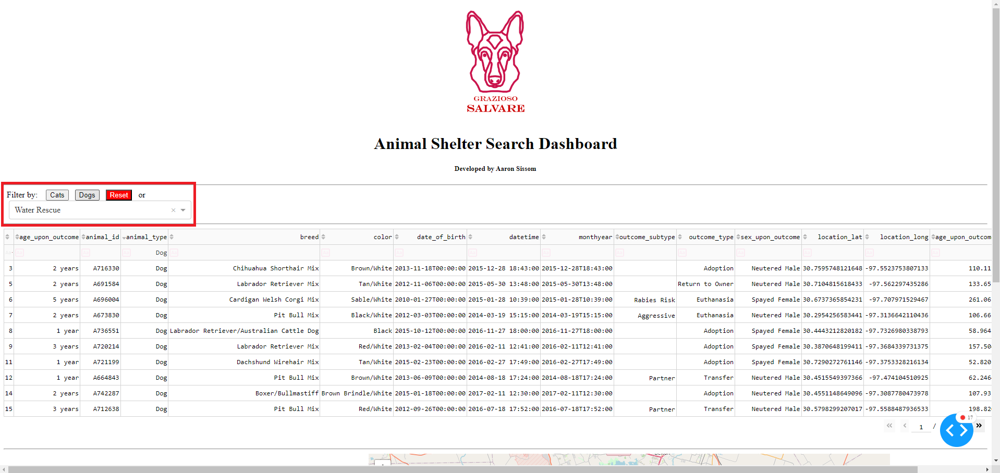 GRAZIOSO
SALVARE
Animal Shelter Search Dashboard
Developed by Aaron Sissom
Filter by: Cats Dogs Reset or
Water Rescue × 
age_upon_outcome animal_id animal_type breed color date_of_birth datetime monthyear outcome_subtype outcome_type sex_upon_outcome location_lat location_long age_upon_outcom
Aa Aa Aa Dog Aa Aa Aa Aa Aa Aa Aa Aa Aa Aa Aa
3 2 years A716330 Dog Chihuahua Shorthair Mix Brown/White 2013-11-18T00:00:00 2015-12-28 18:43:00 2015-12-28T18:43:00 Adoption Neutered Male 30.7595748121648 -97.5523753807133 110.11
5 2 years A691584 Dog Labrador Retriever Mix Tan/White 2012-11-06T00:00:00 2015-05-30 13:48:00 2015-05-30T13:48:00 Return to Owner Neutered Male 30.7104815618433 -97.562297435286 133.65
6 5 years A696004 Dog Cardigan Welsh Corgi Mix Sable/White 2010-01-27T00:00:00 2015-01-28 10:39:00 2015-01-28T10:39:00 Rabies Risk Euthanasia Spayed Female 30.6737365854231 -97.707971529467 261.06
7 2 years A673830 Dog Pit Bull Mix Black/White 2012-03-03T00:00:00 2014-03-19 15:15:00 2014-03-19T15:15:00 Aggressive Euthanasia Neutered Male 30.2954256583441 -97.3136642110436 106.66
8 1 year A736551 Dog Labrador Retriever/Australian Cattle Dog Black 2015-10-12T00:00:00 2016-11-27 18:00:00 2016-11-27T18:00:00 Adoption Spayed Female 30.4443212820182 -97.7326980338793 58.964
9 3 years A720214 Dog Labrador Retriever Mix Red/White 2013-02-04T00:00:00 2016-02-11 12:41:00 2016-02-11T12:41:00 Adoption Spayed Female 30.3870648199411 -97.3684339731375 157.50
11 1 year A721199 Dog Dachshund Wirehair Mix Tan/White 2015-02-23T00:00:00 2016-02-27 17:49:00 2016-02-27T17:49:00 Adoption Spayed Female 30.7290272761146 -97.3753328216134 52.820
12 1 year A664843 Dog Pit Bull Mix Brown/White 2013-06-09T00:00:00 2014-08-18 17:24:00 2014-08-18T17:24:00 Partner Transfer Neutered Male 30.4515549397366 -97.474104510925 62.246
14 2 years A742287 Dog Boxer/Bullmastiff Brown Brindle/White 2015-01-18T00:00:00 2017-02-11 12:30:00 2017-02-11T12:30:00 Adoption Neutered Male 30.4551148649096 -97.3087780473978 107.93
15 3 years A712638 Dog Pit Bull Mix Red/White 2012-09-26T00:00:00 2016-07-18 17:52:00 2016-07-18T17:52:00 Partner Transfer Neutered Male 30.5798299207017 -97.5588487936533 198.82
1 / 17